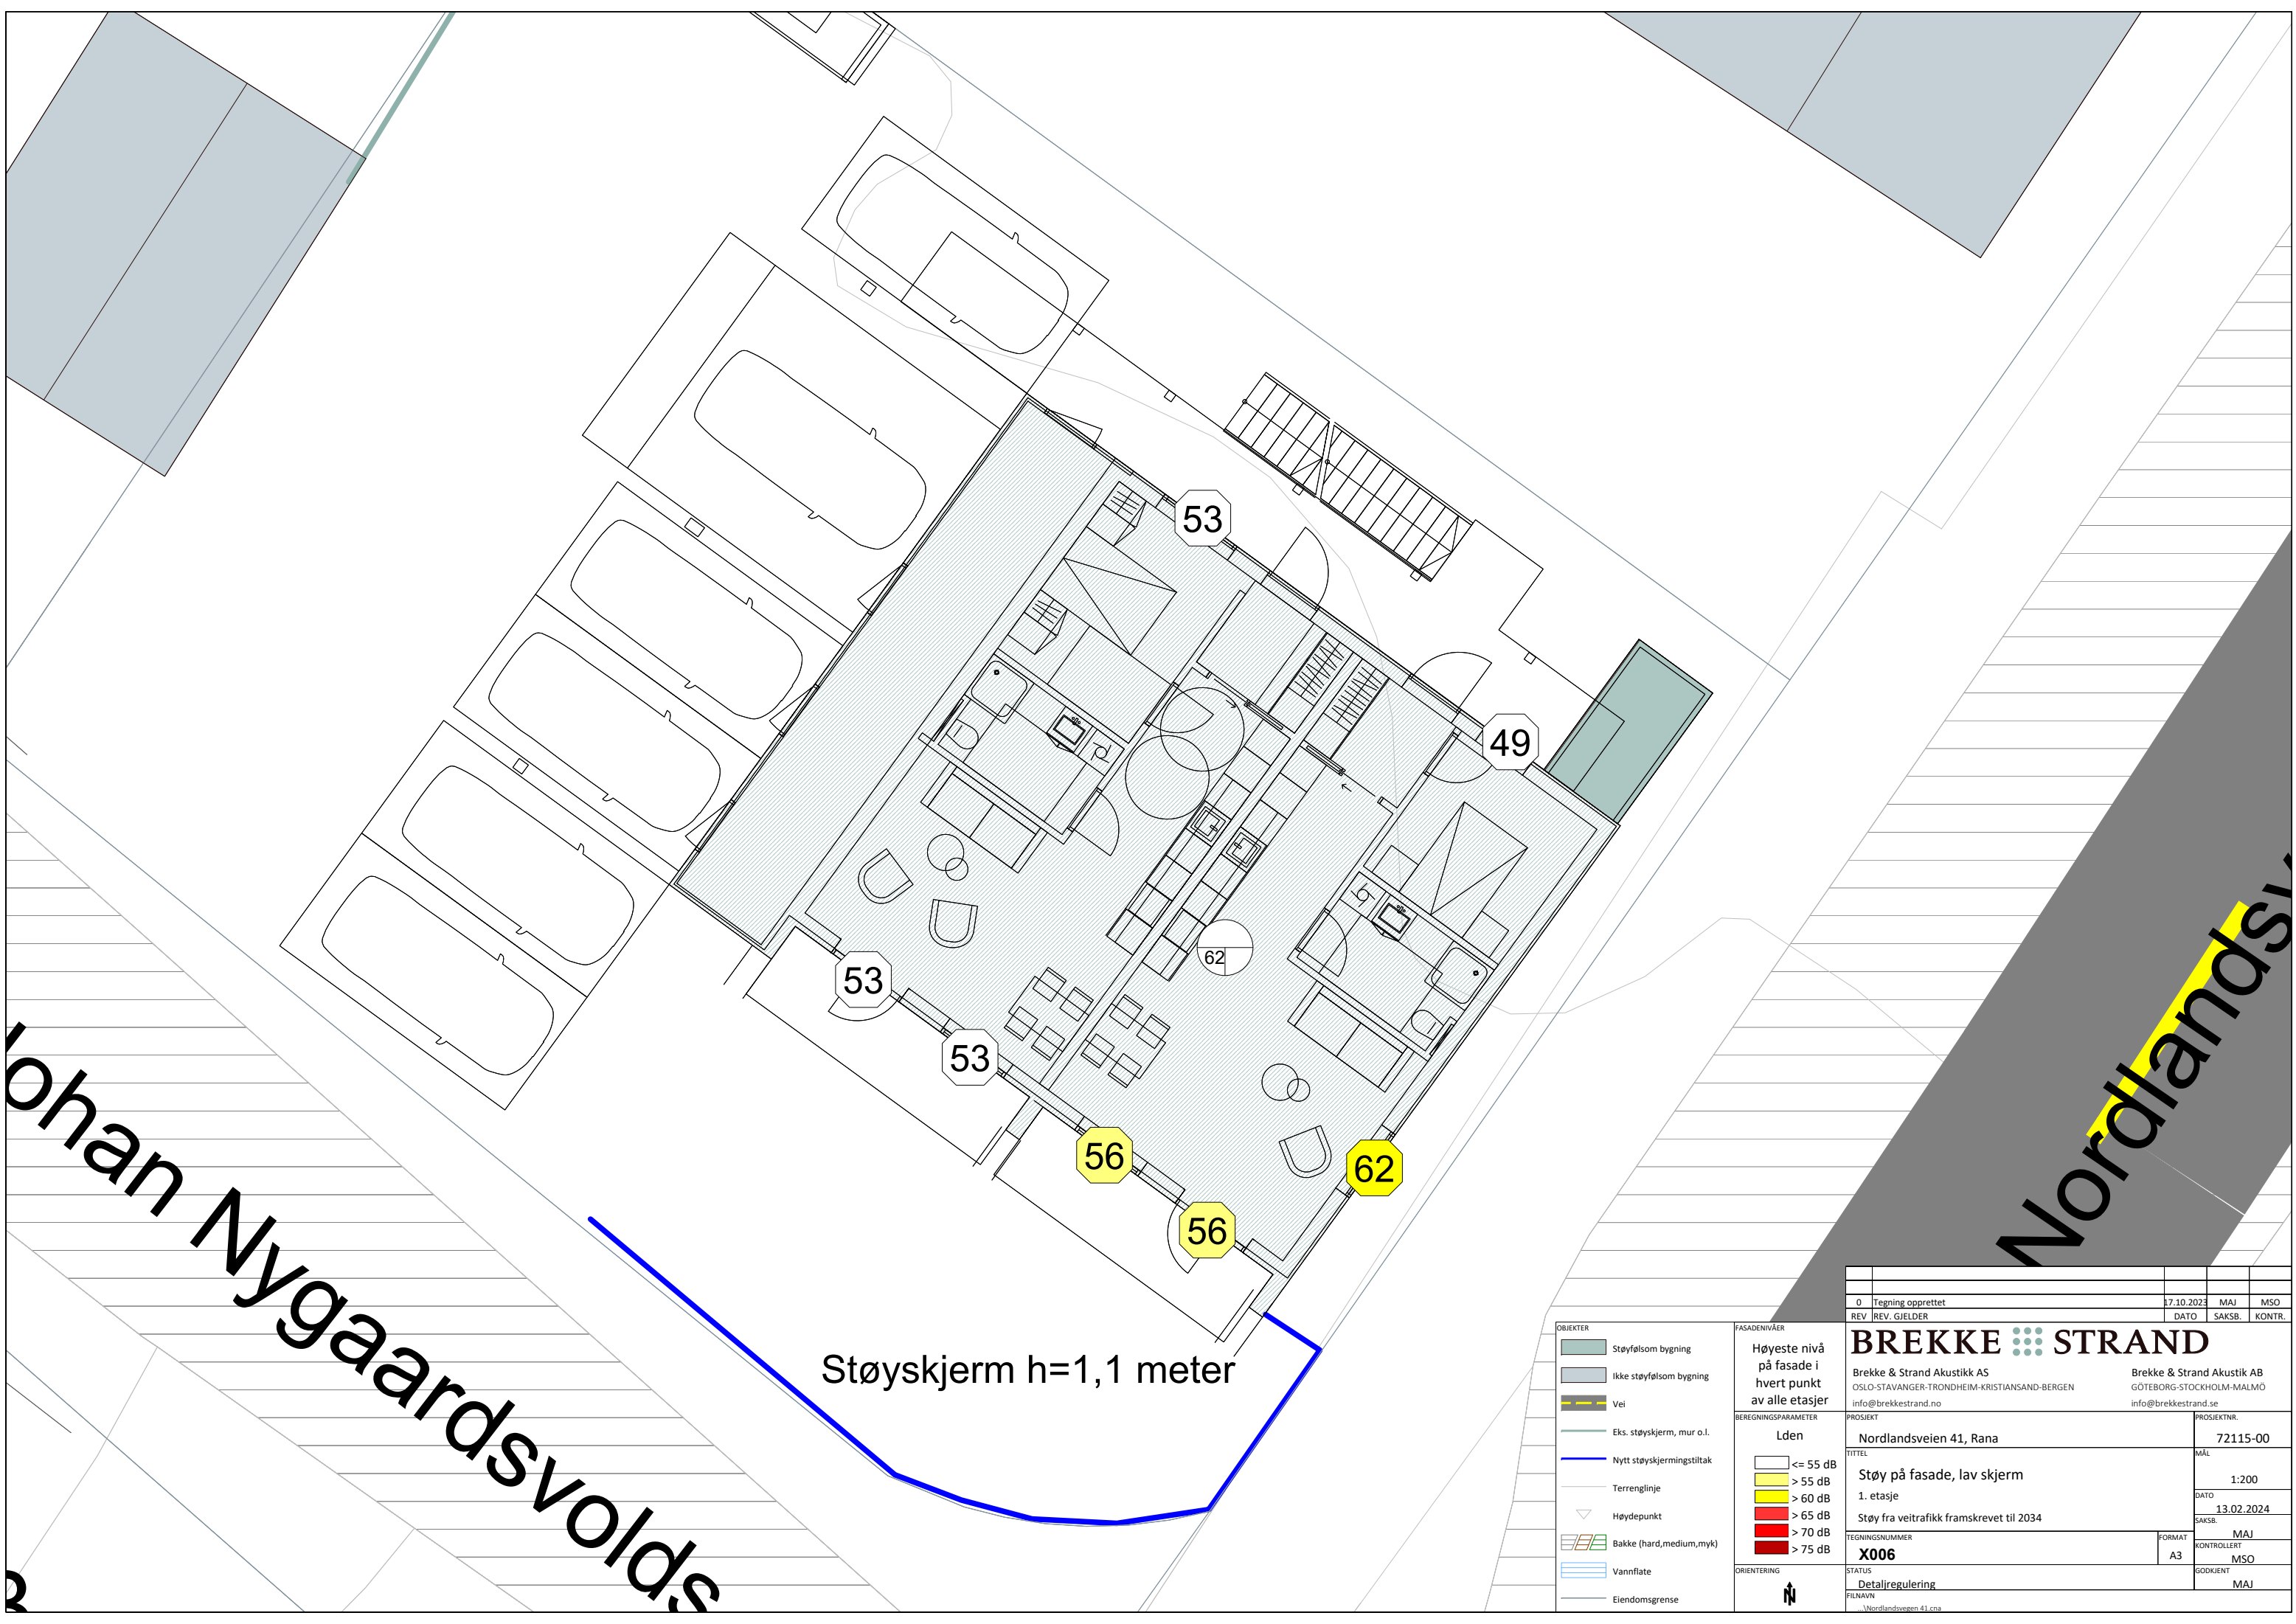 53
49
53
62
53
56
62
56
Støyskjerm h=1,1 meter
Johan Nygaardsvolds
Nordlandsv
0 Tegning opprettet 17.10.2023 MAJ MSO
REV REV. GJELDER DATO SAKSB. KONTR.
OBJEKTER
Støyfølsom bygning
Ikke støyfølsom bygning
Vei
Eks. støyskjerm, mur o.l.
Nytt støyskjermingstiltak
Terrenglinje
Høydepunkt
Bakke (hard,medium,myk)
Vannflate
Eiendomsgrense
FASADENIVÅER
Høyeste nivå
på fasade i
hvert punkt
av alle etasjer
BEREGNINGSPARAMETER
Lden
<= 55 dB
> 55 dB
> 60 dB
> 65 dB
> 70 dB
> 75 dB
ORIENTERING
N
BREKKE STRAND
Brekke & Strand Akustikk AS
OSLO-STAVANGER-TRONDHEIM-KRISTIANSAND-BERGEN
info@brekkestrand.no
Brekke & Strand Akustik AB
GÖTEBORG-STOCKHOLM-MALMÖ
info@brekkestrand.se
PROSJEKT
Nordlandsveien 41, Rana
PROSJEKTNR.
72115-00
TITTEL
Støy på fasade, lav skjerm
1. etasje
Støy fra veitrafikk framskrevet til 2034
MÅL
1:200
DATO
13.02.2024
SAKSB.
MAJ
TEGNINGSNUMMER
X006
FORMAT
A3
KONTROLLERT
MSO
STATUS
Detaljregulering
GODKJENT
MAJ
FILNAVN
...\Nordlandsvegen 41.cna